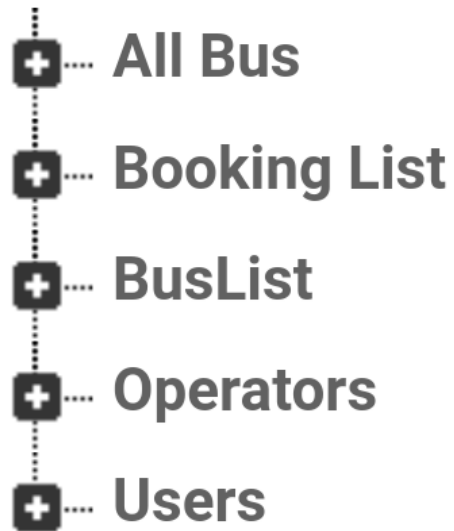 All Bus
Booking List
BusList
Operators
Users